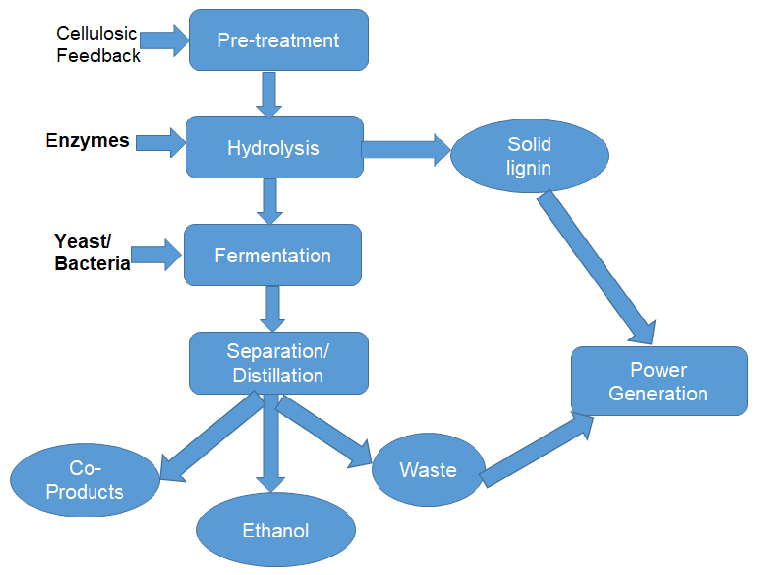 Cellulosic
Feedback
Pre-treatment
Enzymes
Hydrolysis
Solid
lignin
Yeast/
Bacteria
Fermentation
Separation/
Distillation
Power
Generation
Co-
Products
Waste
Ethanol